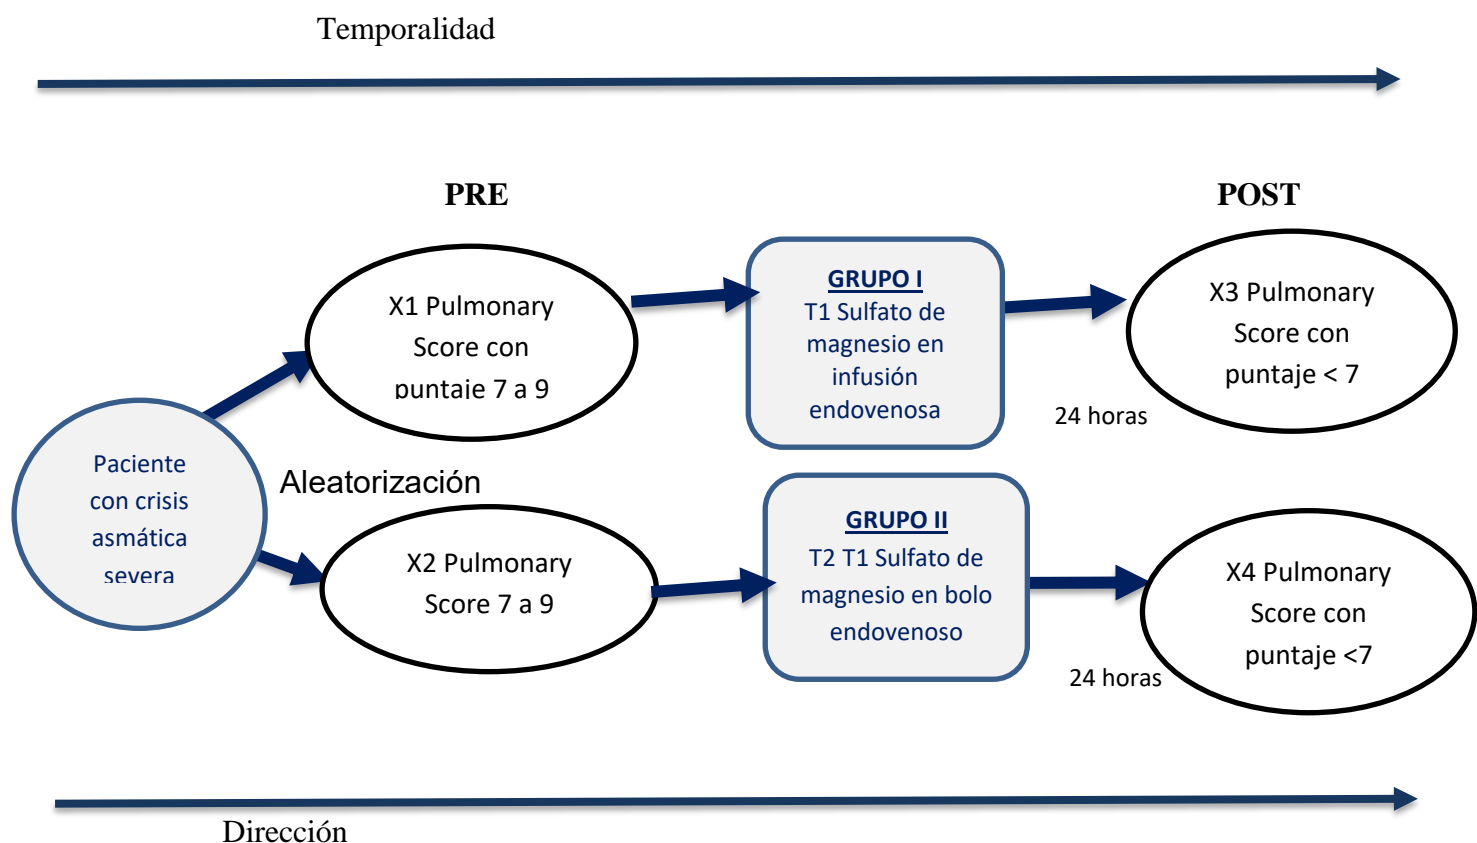 Temporalidad
PRE
POST
X1 Pulmonary
Score con
puntaje 7 a 9
GRUPO I
T1 Sulfato de
magnesio en
infusión
endovenosa
X3 Pulmonary
Score con
puntaje < 7
24 horas
Paciente
con crisis
asmática
severa
Aleatorización
X2 Pulmonary
Score 7 a 9
GRUPO II
T2 T1 Sulfato de
magnesio en bolo
endovenoso
X4 Pulmonary
Score con
puntaje <7
24 horas
Dirección